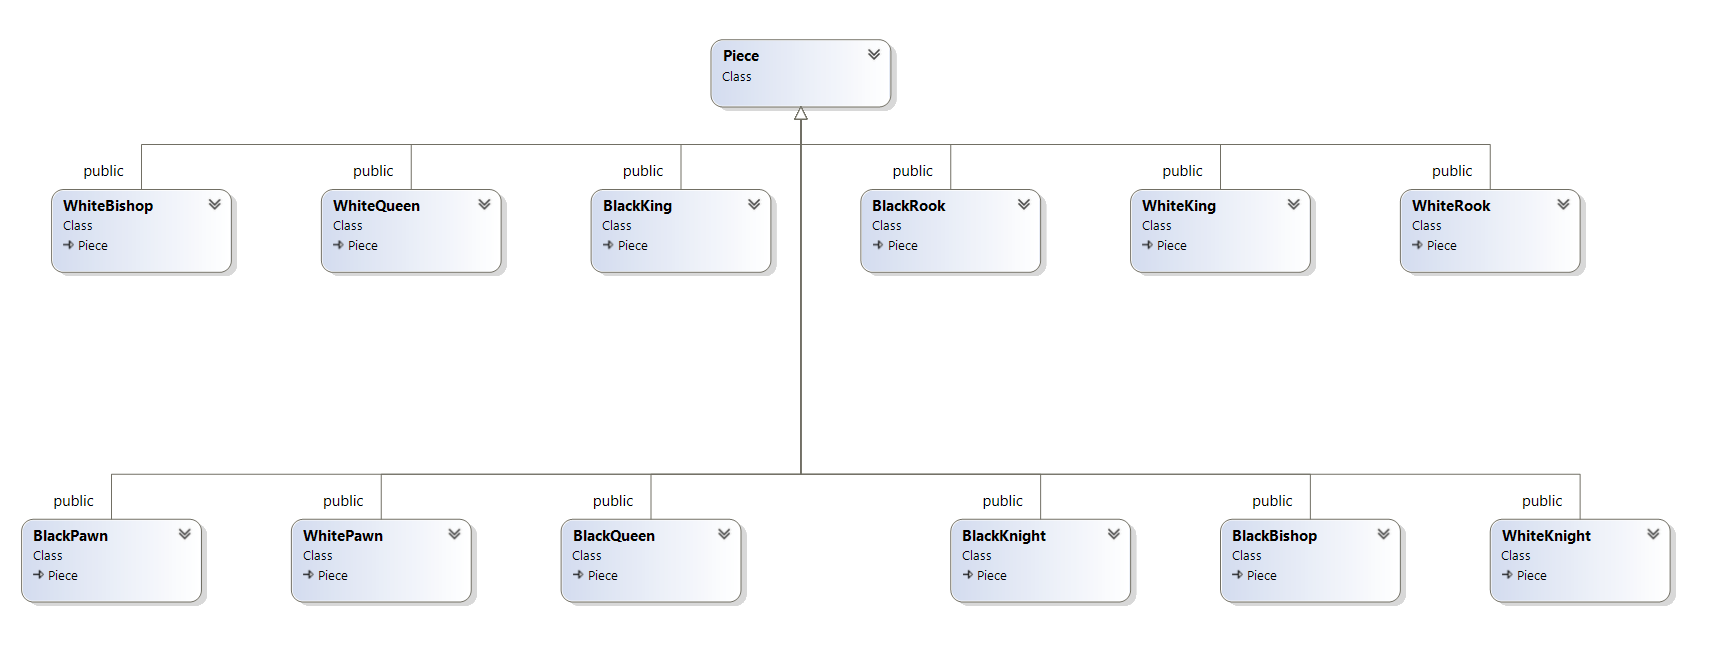 Piece
Class
public
public
public
public
public
public
WhiteBishop
Class
Piece
WhiteQueen
Class
Piece
BlackKing
Class
Piece
BlackRook
Class
Piece
WhiteKing
Class
Piece
WhiteRook
Class
Piece
public
public
public
public
public
public
BlackPawn
Class
Piece
WhitePawn
Class
Piece
BlackQueen
Class
Piece
BlackKnight
Class
Piece
BlackBishop
Class
Piece
WhiteKnight
Class
Piece